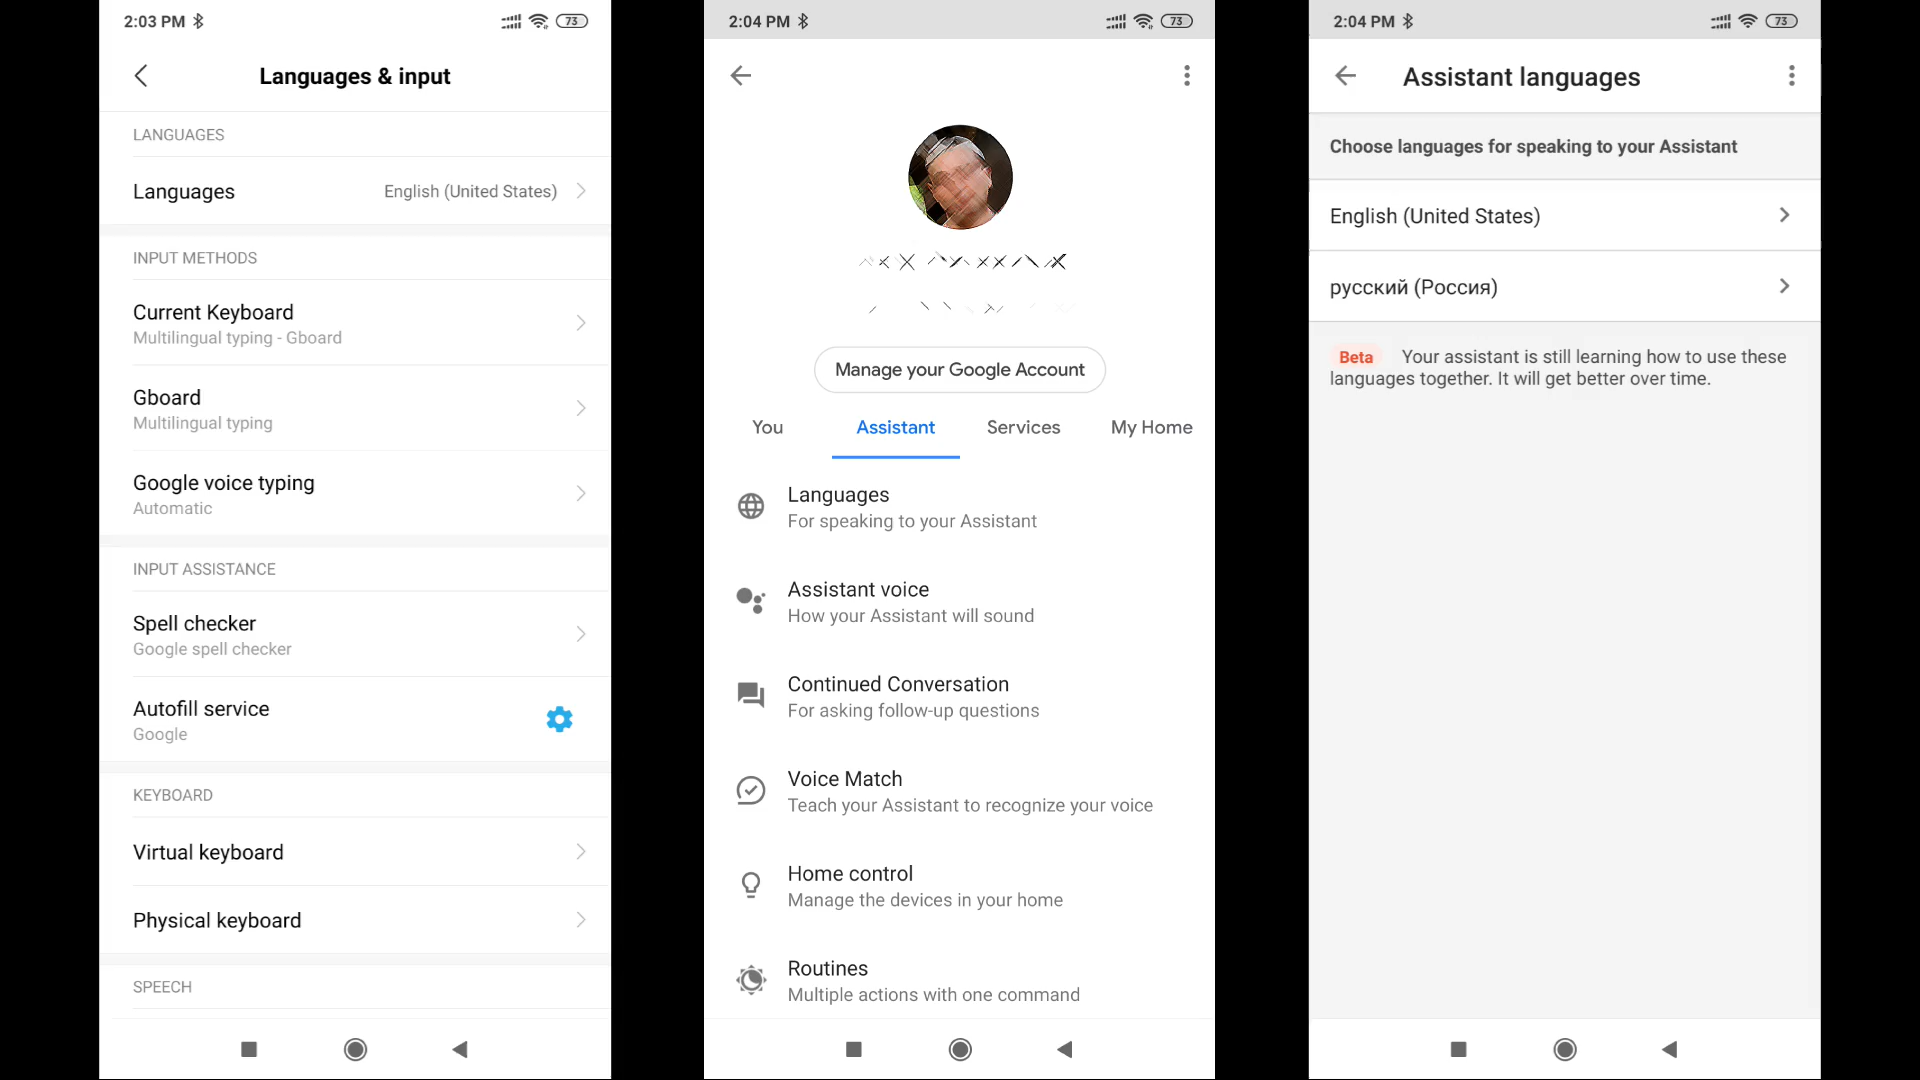 2:03 PM
73
Languages & input
LANGUAGES
Languages English (United States)
INPUT METHODS
Current Keyboard
Multilingual typing - Gboard
Gboard
Multilingual typing
Google voice typing
Automatic
INPUT ASSISTANCE
Spell checker
Google spell checker
Autofill service
Google
KEYBOARD
Virtual keyboard
Physical keyboard
SPEECH
2:04 PM
73
Manage your Google Account
You Assistant Services My Home
Languages
For speaking to your Assistant
Assistant voice
How your Assistant will sound
Continued Conversation
For asking follow-up questions
Voice Match
Teach your Assistant to recognize your voice
Home control
Manage the devices in your home
Routines
Multiple actions with one command
2:04 PM
73
Assistant languages
Choose languages for speaking to your Assistant
English (United States)
русский (Россия)
Beta Your assistant is still learning how to use these
languages together. It will get better over time.